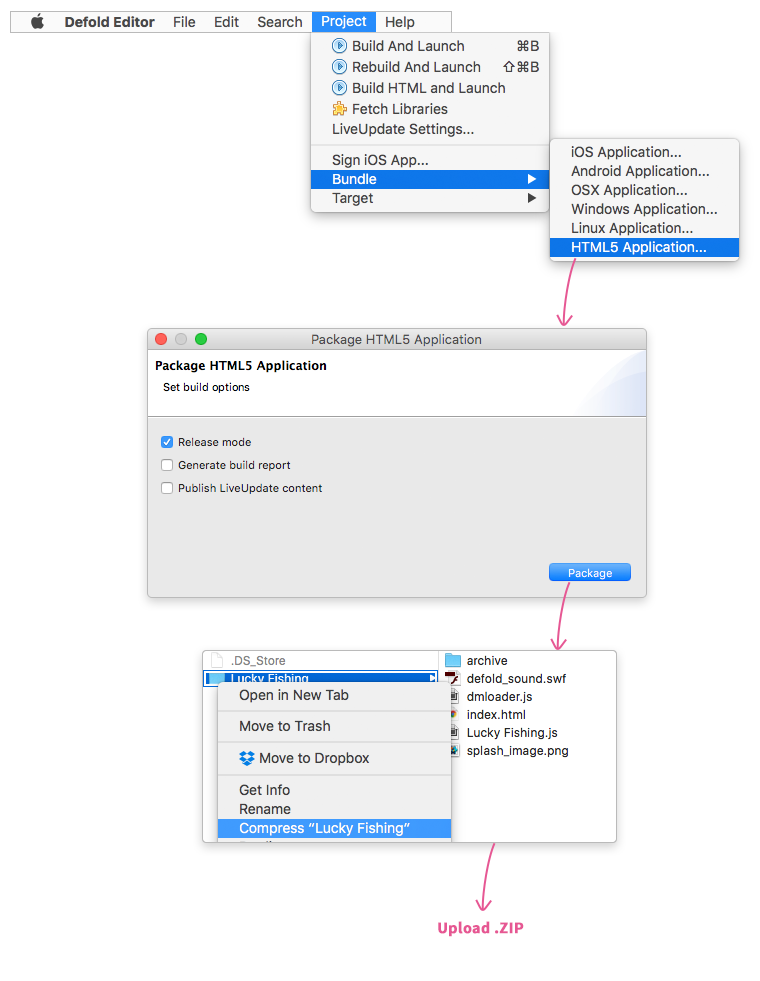 Defold Editor File Edit Search Project Help
Build And Launch ⌘B
Rebuild And Launch ⇧⌘B
Build HTML and Launch
Fetch Libraries
LiveUpdate Settings...
Sign iOS App...
Bundle
Target
iOS Application...
Android Application...
OSX Application...
Windows Application...
Linux Application...
HTML5 Application...
Package HTML5 Application
Package HTML5 Application
Set build options
Release mode
Generate build report
Publish LiveUpdate content
Package
.DS_Store
Lucky Fishing
Open in New Tab
Move to Trash
Move to Dropbox
Get Info
Rename
Compress “Lucky Fishing”
archive
defold_sound.swf
dmloader.js
index.html
Lucky Fishing.js
splash_image.png
Upload .ZIP